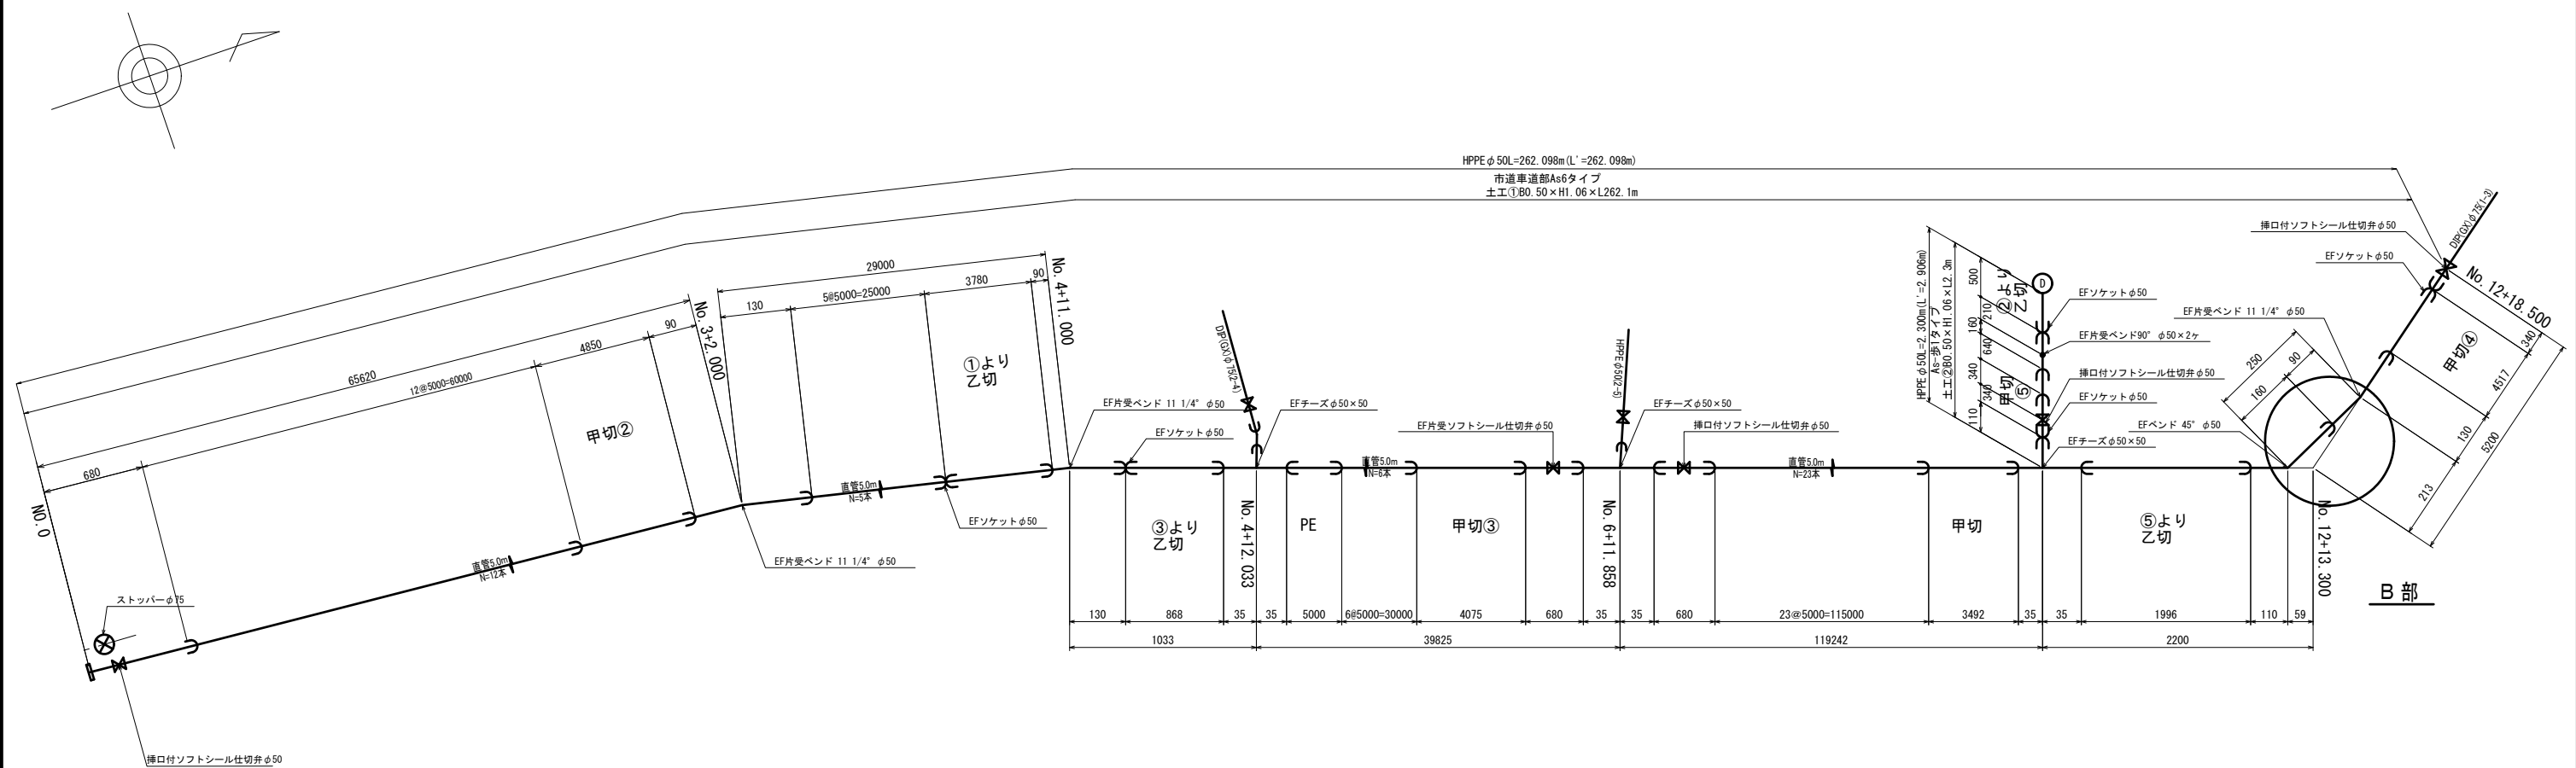 HPPEφ50L=262.098m(L'=262.098m)
市道車道部As6タイプ
土工①B0.50×H1.06×L262.1m
65620
680
12@5000=60000
4850
90
No.3+2.000
29000
130
5@5000=25000
3780
90
No.4+11.000
NO.0
甲切②
①より
乙切
直管5.0m
N=12本
直管5.0m
N=5本
ストッパーφ75
挿口付ソフトシール仕切弁φ50
EF片受ベンド 11 1/4° φ50
EFソケットφ50
EF片受ベンド 11 1/4° φ50
EFソケットφ50
DIP(GX)φ75(2-4)
EFチーズφ50×50
EF片受ソフトシール仕切弁φ50
直管5.0m
N=6本
HPPEφ50(2-5)
EFチーズφ50×50
挿口付ソフトシール仕切弁φ50
直管5.0m
N=23本
③より
乙切
No.4+12.033
PE
甲切③
No.6+11.858
甲切
⑤より
乙切
No.12+13.300
130
868
35
35
5000
6@5000=30000
4075
680
35
35
680
23@5000=115000
3492
35
35
1996
110
59
1033
39825
119242
2200
HPPEφ50L=2.300m(L'=2.906m)
As-歩1タイプ
土工②B0.50×H1.06×L2.3m
500
210
160
640
340
340
110
②より
乙切
甲切
⑤
D
EFソケットφ50
EF片受ベンド90° φ50×2ヶ
挿口付ソフトシール仕切弁φ50
EFソケットφ50
EFチーズφ50×50
EFベンド 45° φ50
EF片受ベンド 11 1/4° φ50
挿口付ソフトシール仕切弁φ50
EFソケットφ50
DIP(GX)φ75(1-3)
No.12+18.500
250
160
90
甲切④
340
4517
130
213
5200
B部